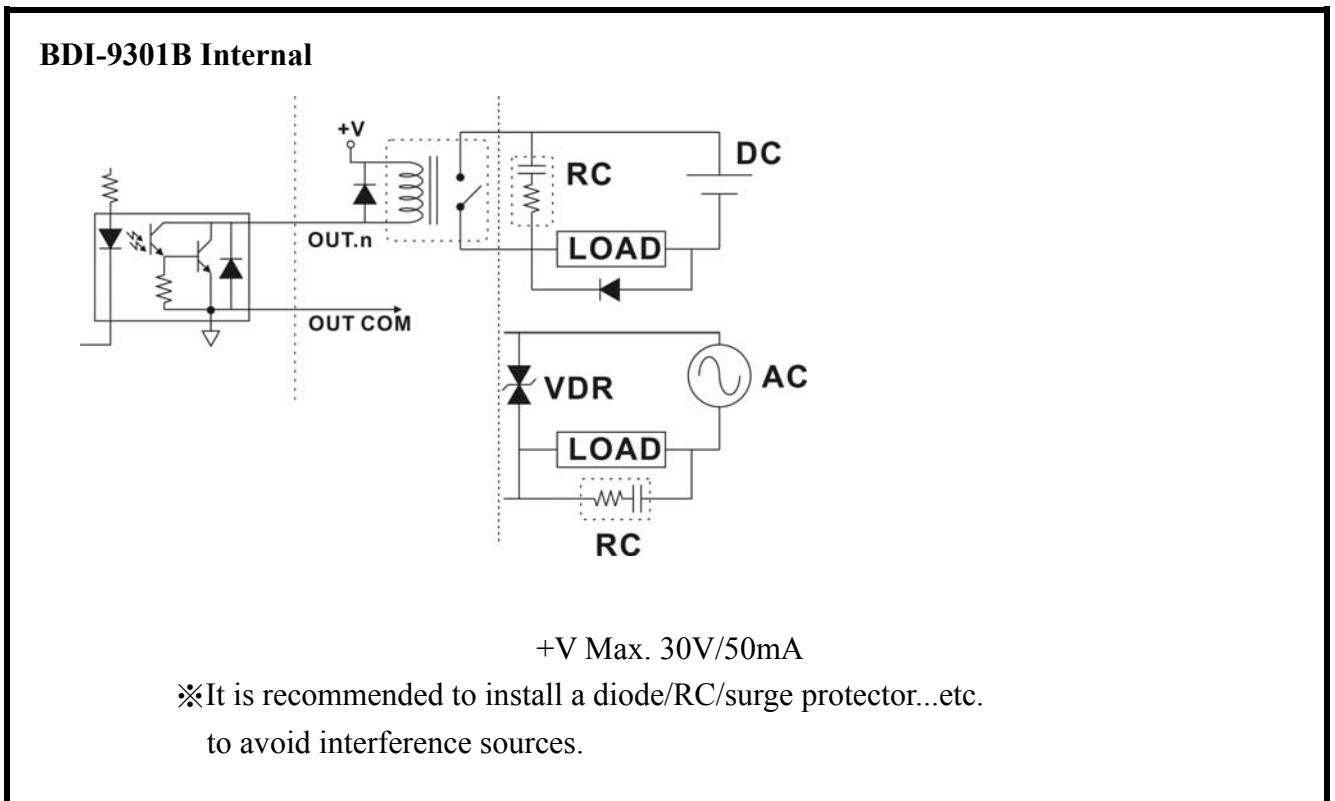 BDI-9301B Internal
+V
OUT.n
OUT COM
RC
DC
LOAD
VDR
AC
LOAD
RC
+V Max. 30V/50mA
※It is recommended to install a diode/RC/surge protector...etc.
to avoid interference sources.